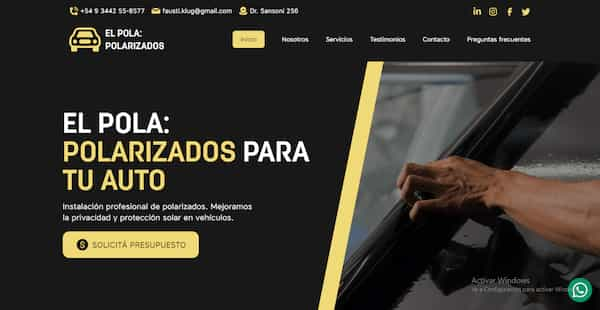 +54 9 3442 55-8577 fausti.klug@gmail.com Dr. Sansoni 256
EL POLA:
POLARIZADOS
Inicio Nosotros Servicios Testimonios Contacto Preguntas frecuentes
EL POLA:
POLARIZADOS PARA
TU AUTO
Instalación profesional de polarizados. Mejoramos
la privacidad y protección solar en vehículos.
SOLICITÁ PRESUPUESTO
Activar Windows
Ve a Configuración para activar Windows